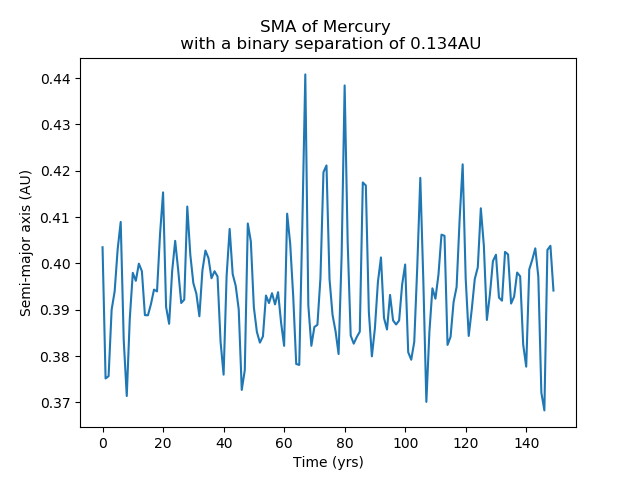 SMA of Mercury
with a binary separation of 0.134AU
0.44
0.43
0.42
0.41
0.40
0.39
0.38
0.37
Semi-major axis (AU)
0 20 40 60 80 100 120 140
Time (yrs)